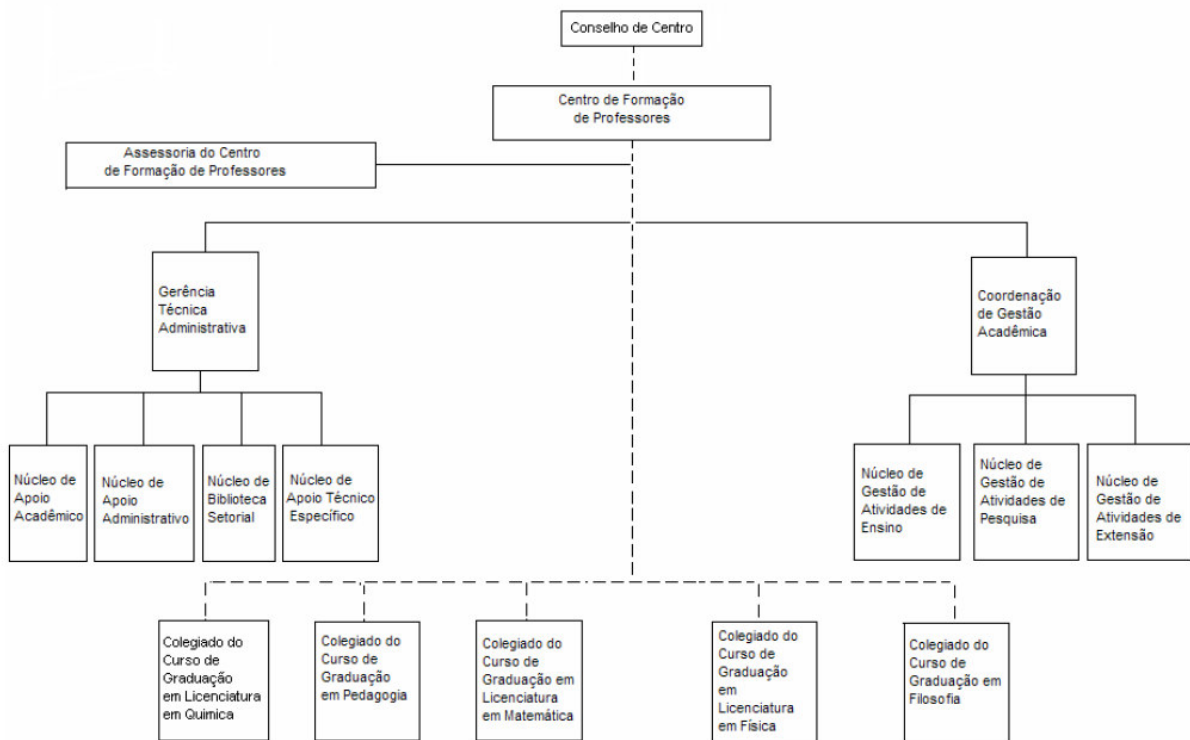 Conselho de Centro
Centro de Formação
de Professores
Assessoria do Centro
de Formação de Professores
Gerência
Técnica
Administrativa
Coordenação
de Gestão
Acadêmica
Núcleo de
Apoio
Acadêmico
Núcleo de
Apoio
Administrativo
Núcleo de
Biblioteca
Setorial
Núcleo de
Apoio Técnico
Específico
Núcleo de
Gestão de
Atividades de
Ensino
Núcleo de
Gestão de
Atividades de
Pesquisa
Núcleo de
Gestão de
Atividades de
Extensão
Colegiado do
Curso de
Graduação
em Licenciatura
em Quimica
Colegiado do
Curso de
Graduação
em Pedagogia
Colegiado do
Curso de
Graduação em
Licenciatura
em Matemática
Colegiado do
Curso de
Graduação
em
Licenciatura
em Física
Colegiado do
Curso de
Graduação em
Filosofia